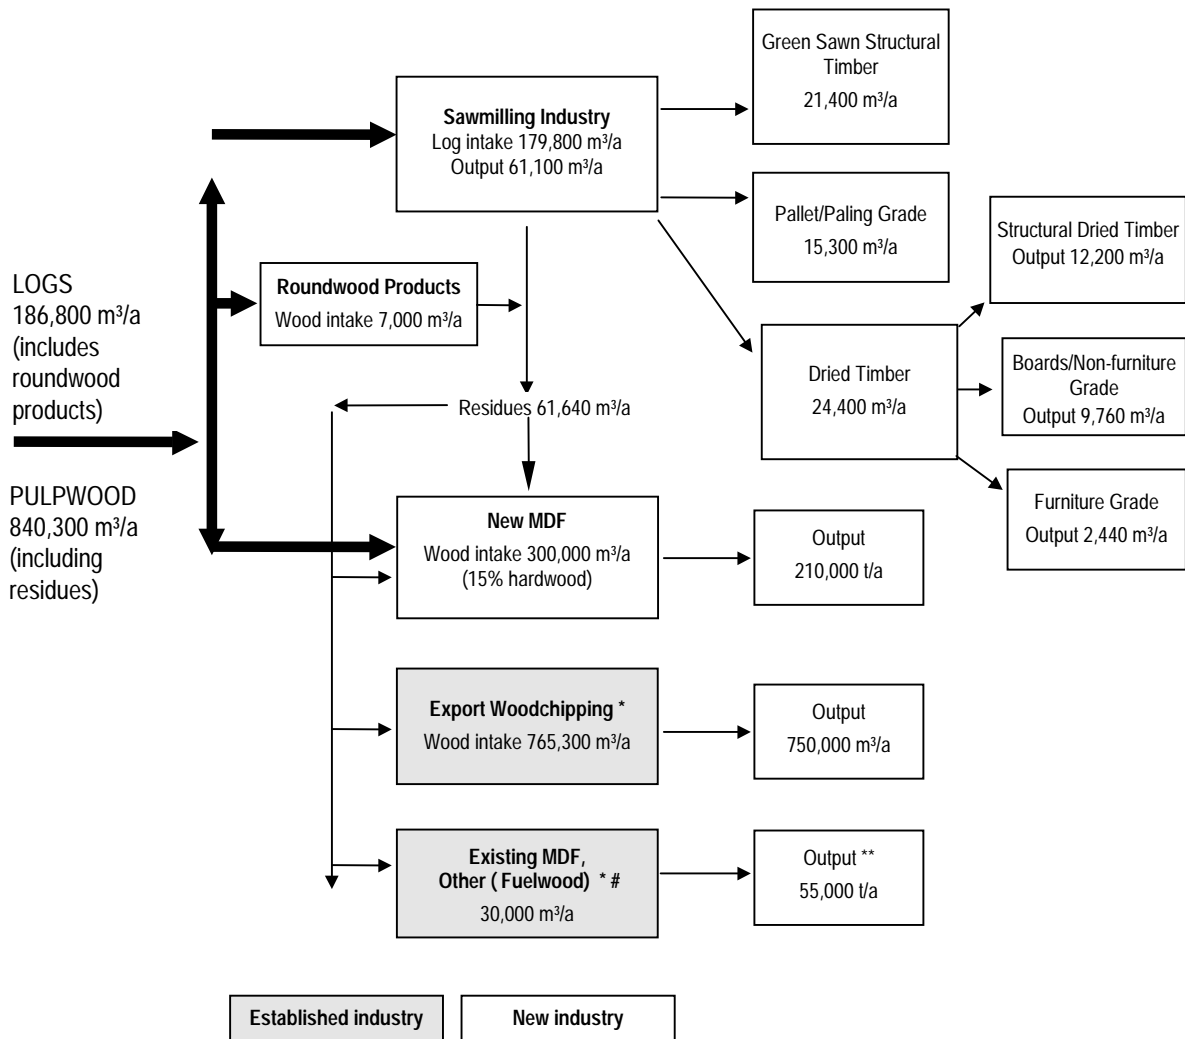 LOGS
186,800 m³/a
(includes
roundwood
products)
PULPWOOD
840,300 m³/a
(including
residues)
Sawmilling Industry
Log intake 179,800 m³/a
Output 61,100 m³/a
Roundwood Products
Wood intake 7,000 m³/a
Residues 61,640 m³/a
New MDF
Wood intake 300,000 m³/a
(15% hardwood)
Export Woodchipping *
Wood intake 765,300 m³/a
Existing MDF,
Other ( Fuelwood) * #
30,000 m³/a
Green Sawn Structural
Timber
21,400 m³/a
Pallet/Paling Grade
15,300 m³/a
Dried Timber
24,400 m³/a
Structural Dried Timber
Output 12,200 m³/a
Boards/Non-furniture
Grade
Output 9,760 m³/a
Furniture Grade
Output 2,440 m³/a
Output
210,000 t/a
Output
750,000 m³/a
Output **
55,000 t/a
Established industry
New industry